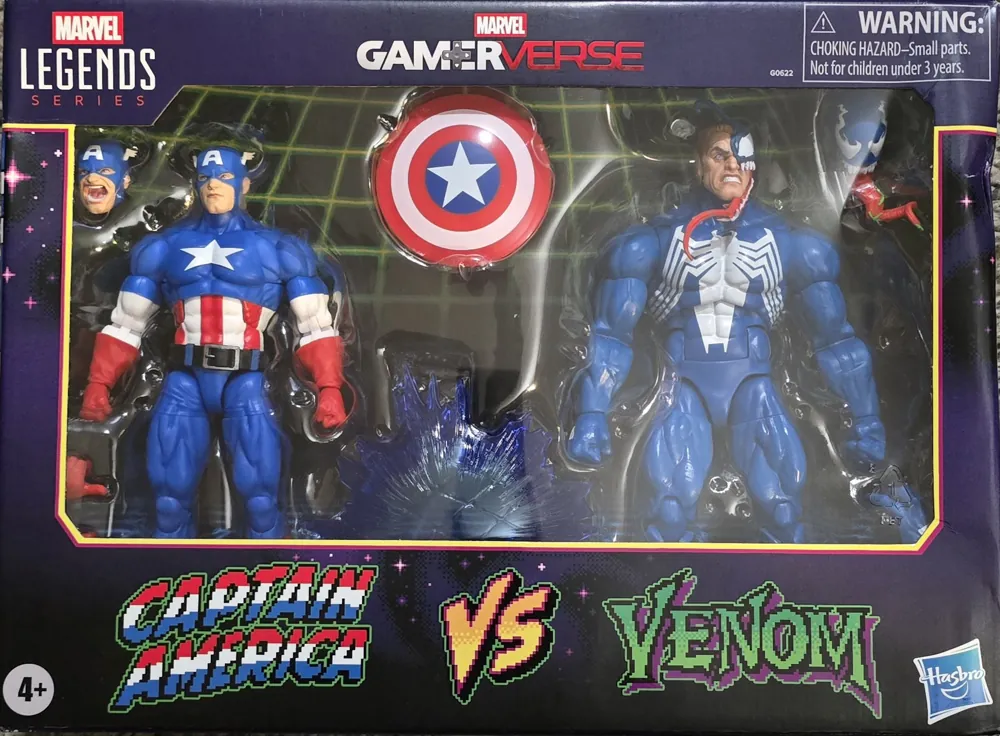 MARVEL
LEGENDS
SERIES
MARVEL
GAMERVERSE
G0622
WARNING:
CHOKING HAZARD–Small parts.
Not for children under 3 years.
A
A
CAPTAIN
AMERICA
VS
VENOM
4+
Hasbro